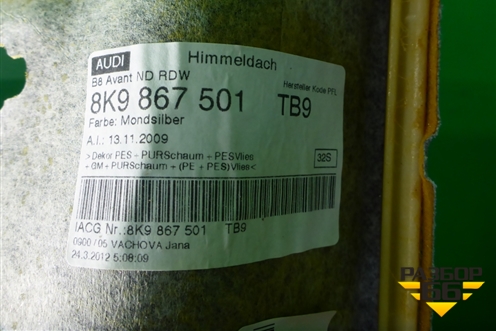 AUDI Himmeldach
B8 Avant ND RDW
Hersteller Kode PF3
8K9 867 501 TB9
Farbe: Mondsilber
A.I.: 13.11.2009
>Dekor PES + PURSchaum + PESVlies
+GM + PURSchaum + (PE + PES)Vlies<
32S
IACG Nr.:8K9 867 501 TB9
0900 / 05 VACHOVA Jana
24.3.2012 5:08:09
РАЗБОР
66